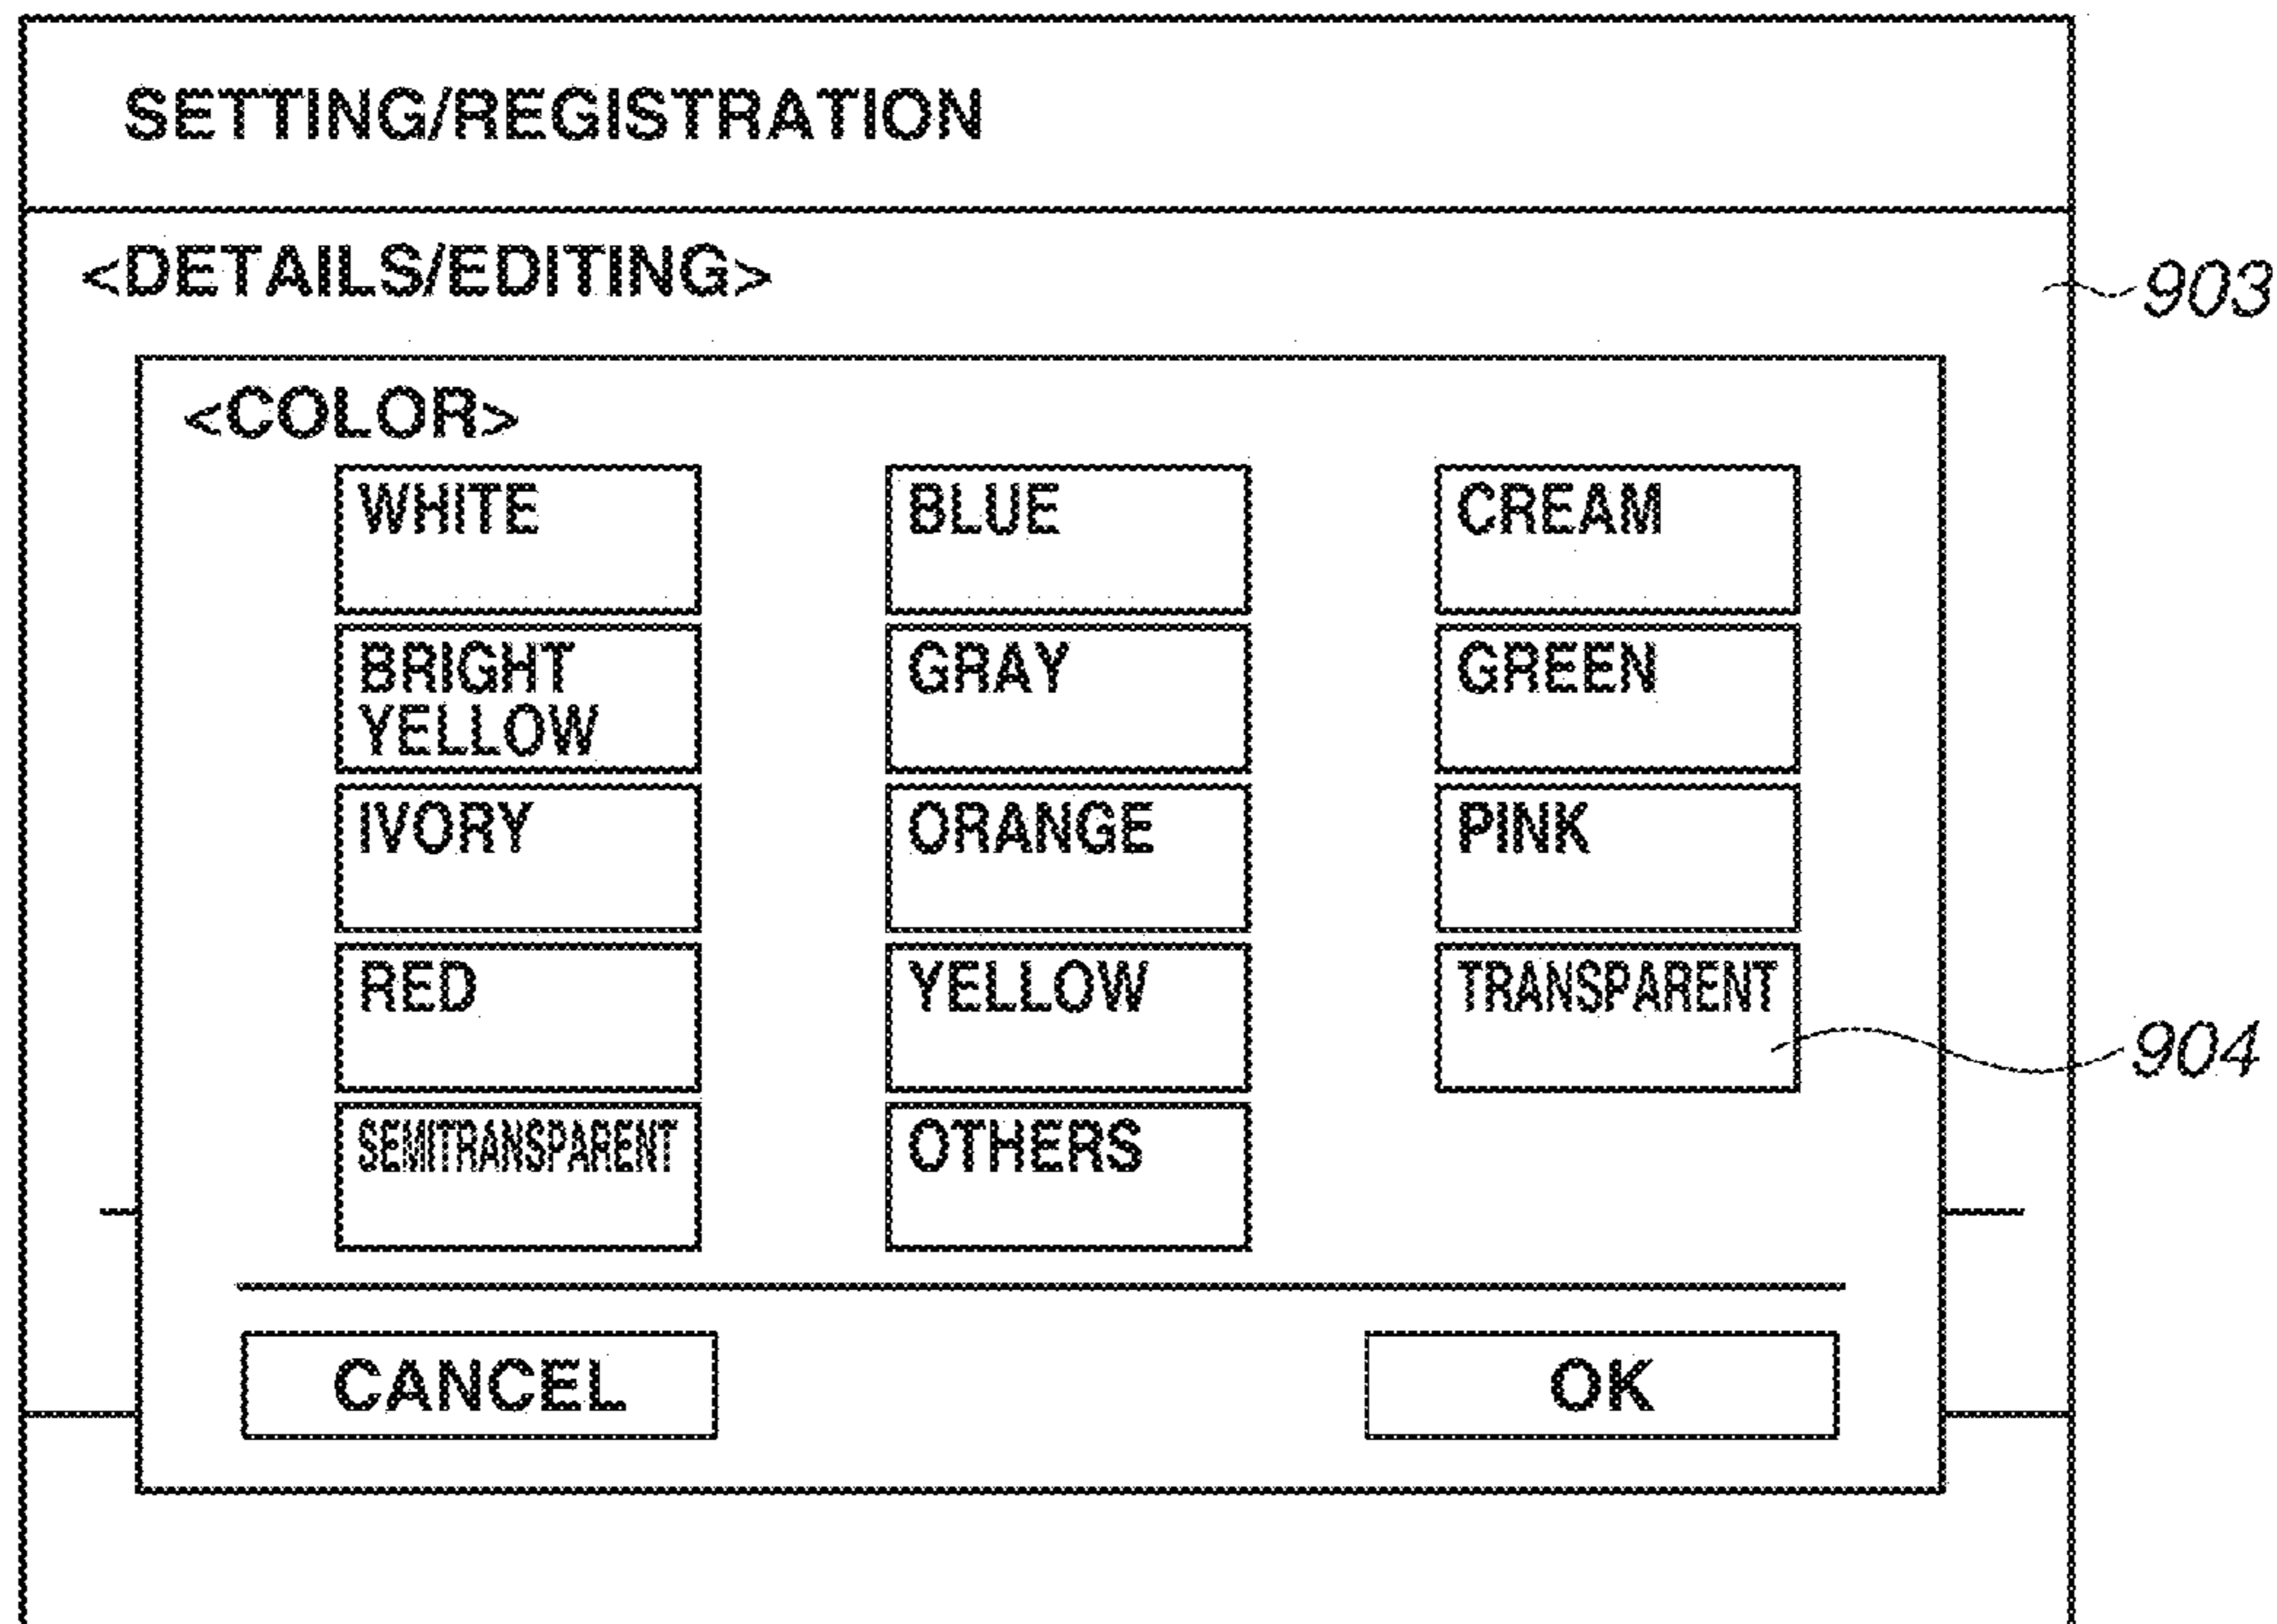 SETTING/REGISTRATION
<DETAILS/EDITING>
903
<COLOR>
WHITE
BLUE
CREAM
BRIGHT
YELLOW
GRAY
GREEN
IVORY
ORANGE
PINK
RED
YELLOW
TRANSPARENT
904
SEMITRANSPARENT
OTHERS
CANCEL
OK